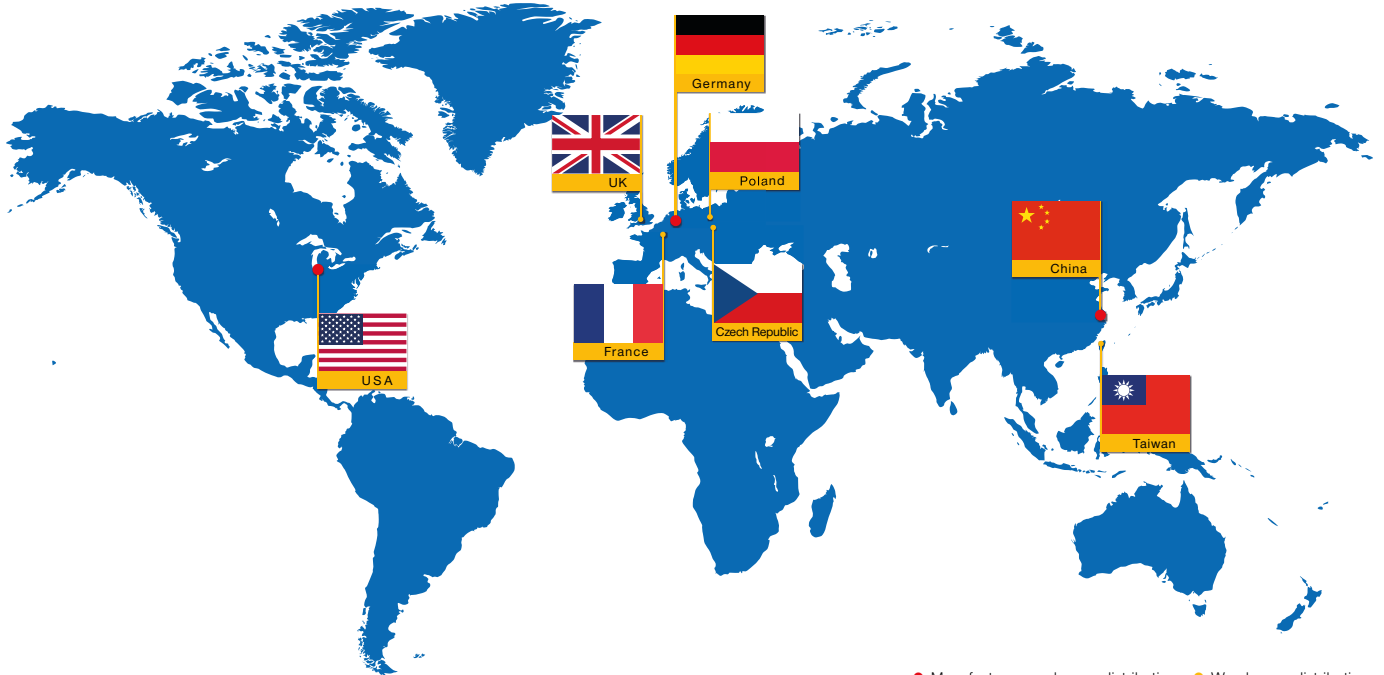 Germany
UK
Poland
China
Czech Republic
France
USA
Taiwan